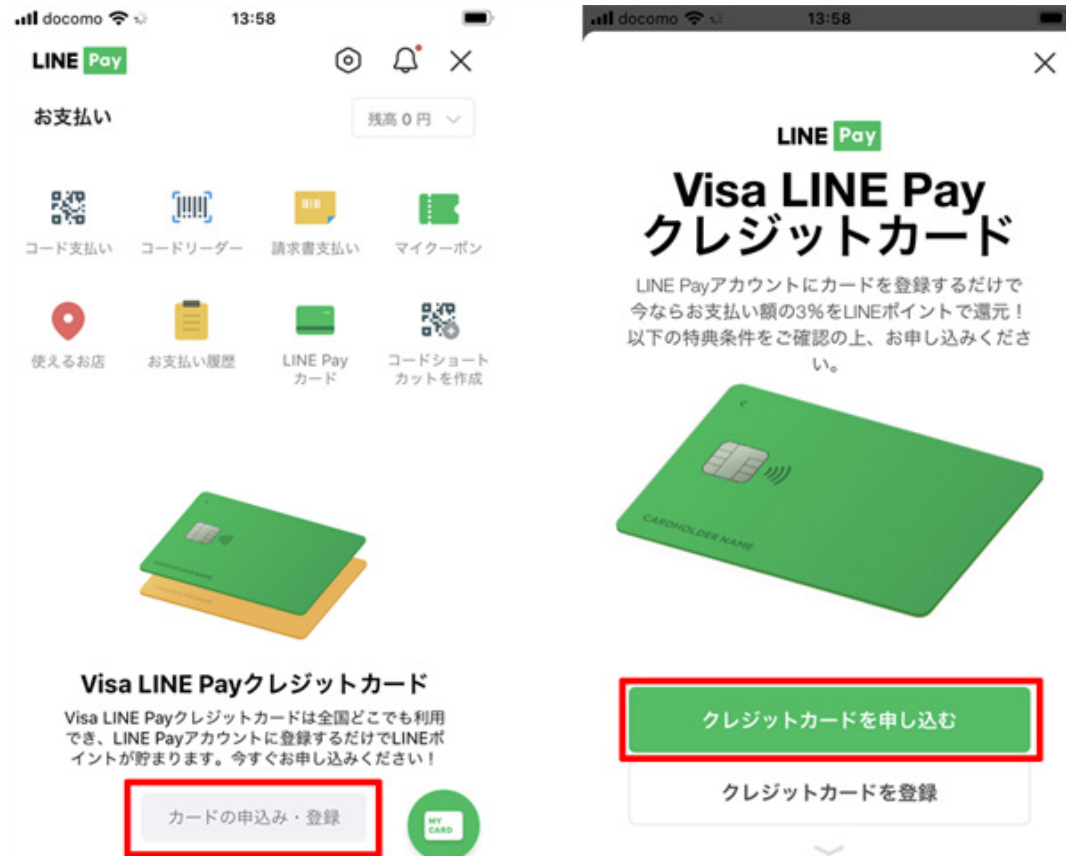 docomo 13:58
LINE Pay
お支払い
残高 0 円
コード支払い コードリーダー 請求書支払い マイクーポン
使えるお店 お支払い履歴 LINE Pay コードショート
カード カットを作成
CARDHOLDER NAME
Visa LINE Payクレジットカード
Visa LINE Payクレジットカードは全国どこでも利用
でき、LINE Payアカウントに登録するだけでLINEポ
イントが貯まります。今すぐお申し込みください！
カードの申込み・登録
MY
CARD
docomo 13:58
LINE Pay
Visa LINE Pay
クレジットカード
LINE Payアカウントにカードを登録するだけで
今ならお支払い額の3%をLINEポイントで還元！
以下の特典条件をご確認の上、お申し込みくださ
い。
CARDHOLDER NAME
クレジットカードを申し込む
クレジットカードを登録